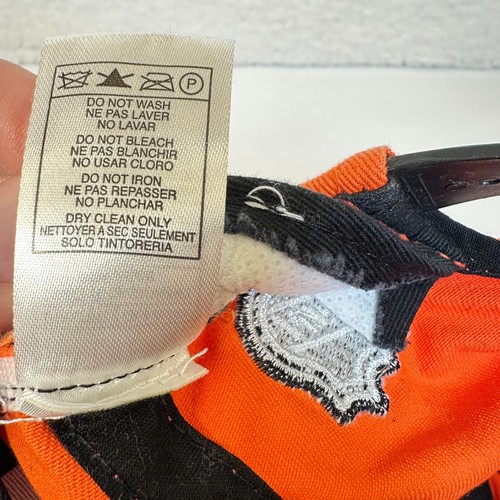 P
DO NOT WASH
NE PAS LAVER
NO LAVAR
DO NOT BLEACH
NE PAS BLANCHIR
NO USAR CLORO
DO NOT IRON
NE PAS REPASSER
NO PLANCHAR
DRY CLEAN ONLY
NETTOYER A SEC SEULEMENT
SOLO TINTORERIA